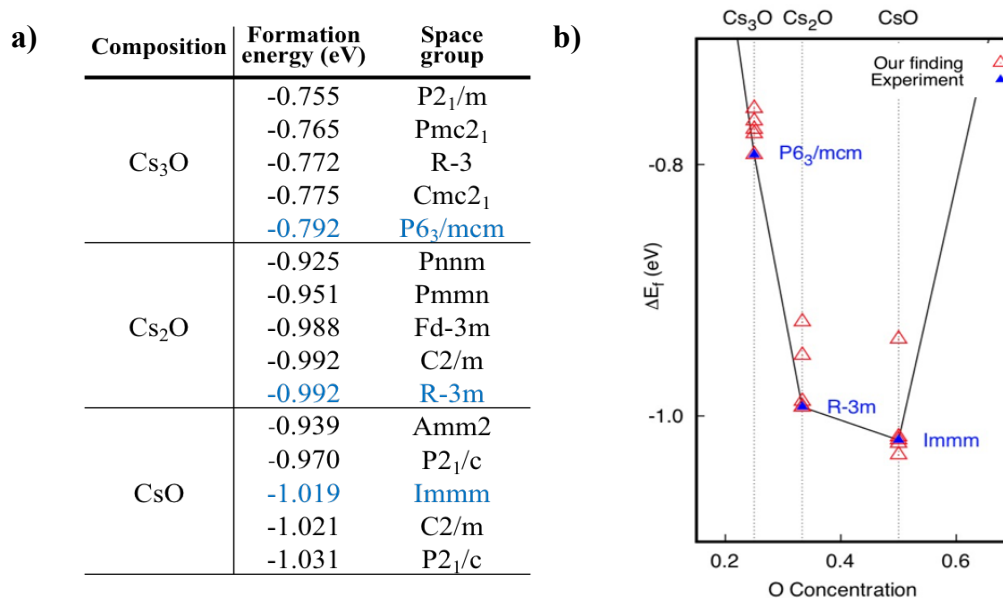 a)
Composition Formation energy (eV) Space group
Cs₃O
-0.755 P2₁/m
-0.765 Pmc2₁
-0.772 R-3
-0.775 Cmc2₁
-0.792 P6₃/mcm
Cs₂O
-0.925 Pnnm
-0.951 Pmmn
-0.988 Fd-3m
-0.992 C2/m
-0.992 R-3m
CsO
-0.939 Amm2
-0.970 P2₁/c
-1.019 Immm
-1.021 C2/m
-1.031 P2₁/c
b)
Cs₃O Cs₂O CsO
Our finding
Experiment
P6₃/mcm
R-3m
Immm
-0.8
-1.0
ΔE_f (eV)
0.2 0.4 0.6
O Concentration